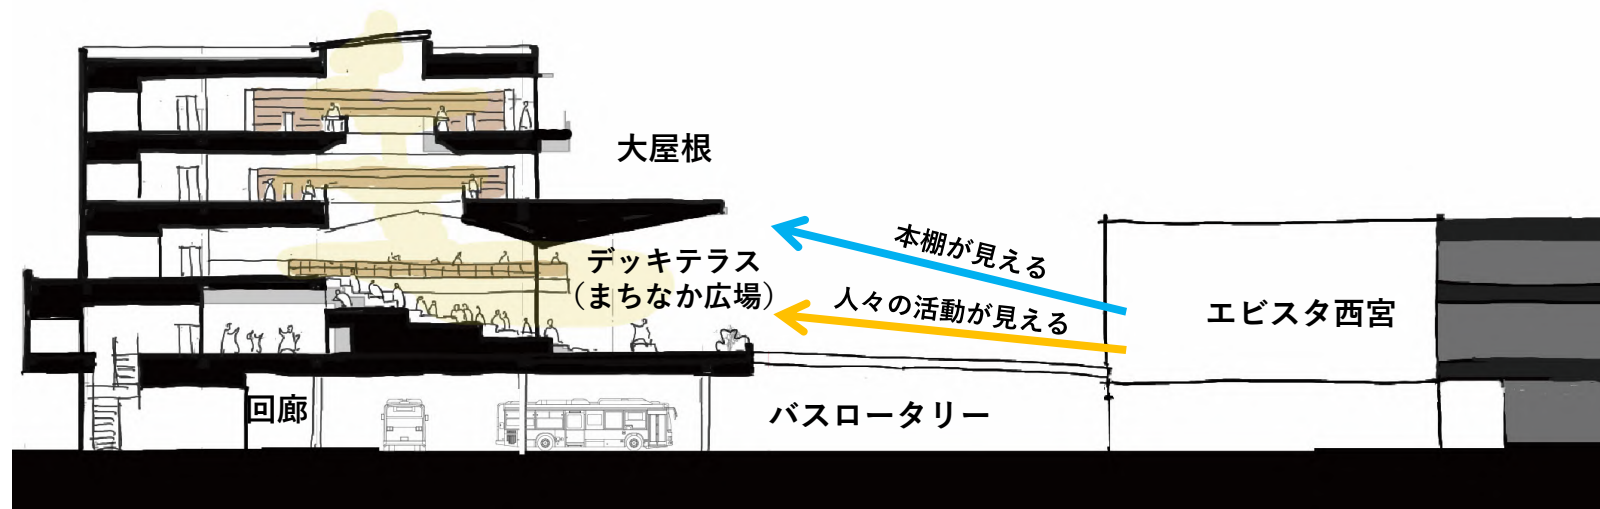 大屋根
本棚が見える
デッキテラス
（まちなか広場）
人々の活動が見える
エビスタ西宮
回廊
バスロータリー